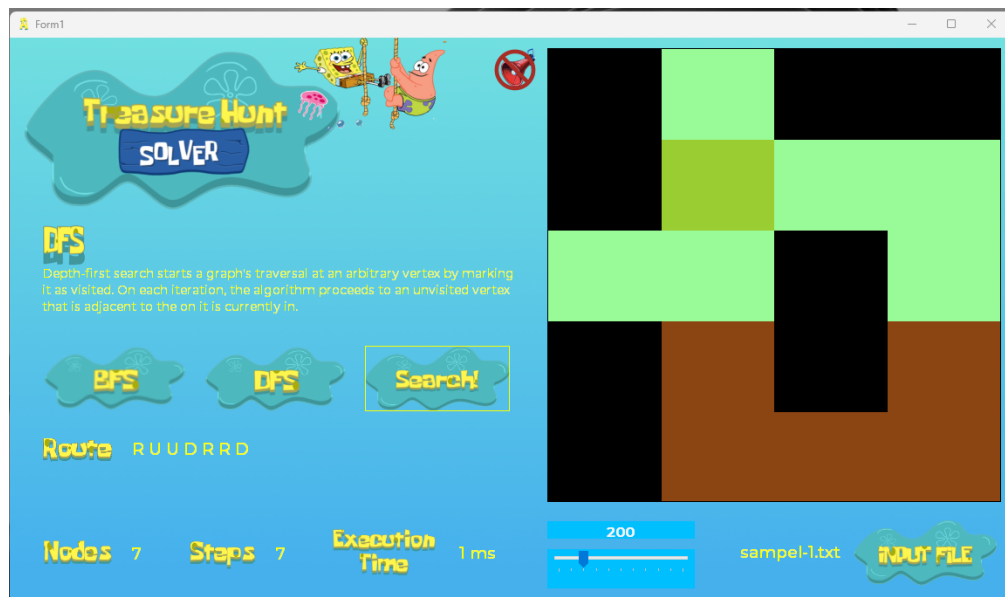 Form1
Treasure Hunt
SOLVER
DFS
Depth-first search starts a graph's traversal at an arbitrary vertex by marking
it as visited. On each iteration, the algorithm proceeds to an unvisited vertex
that is adjacent to the on it is currently in.
BFS
DFS
Search!
Route R U U D R R D
Nodes 7
Steps 7
Execution
Time
1 ms
200
sampel-1.txt
INPUT FILE